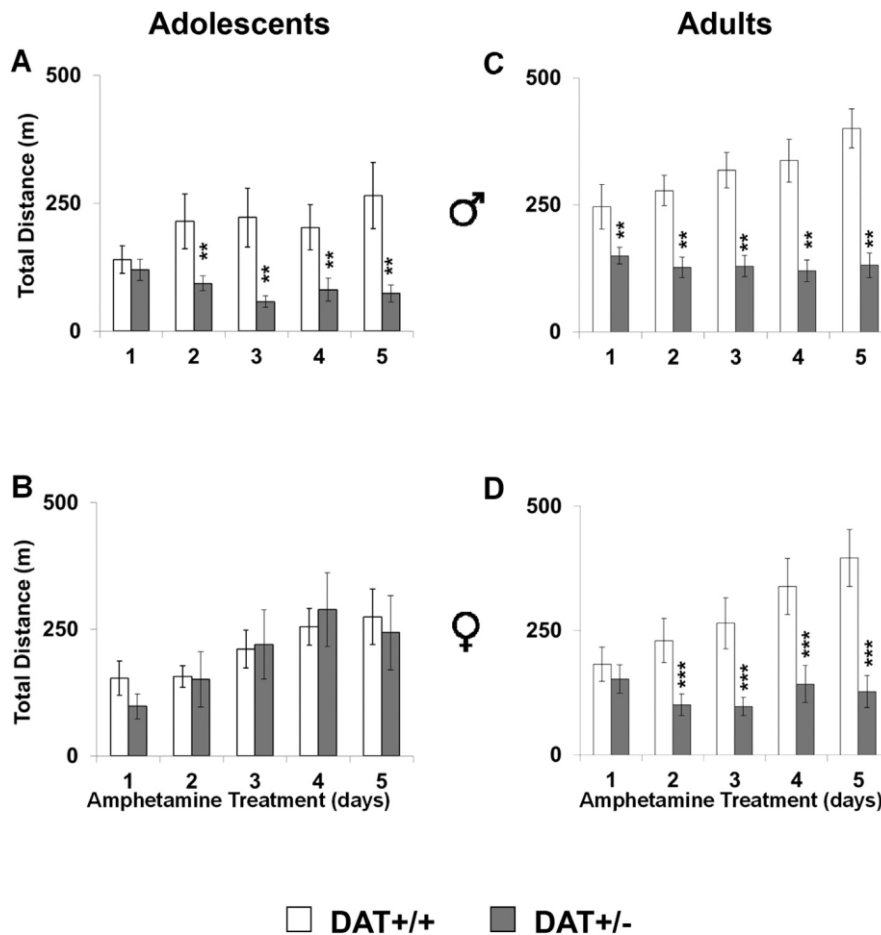 Adolescents
Adults
A
500
250
0
Total Distance (m)
**
**
**
**
1 2 3 4 5
C
500
250
0
**
**
**
**
**
1 2 3 4 5
♂
B
500
250
0
Total Distance (m)
1 2 3 4 5
Amphetamine Treatment (days)
♀
D
500
250
0
***
***
***
***
1 2 3 4 5
Amphetamine Treatment (days)
DAT+/+ DAT+/-